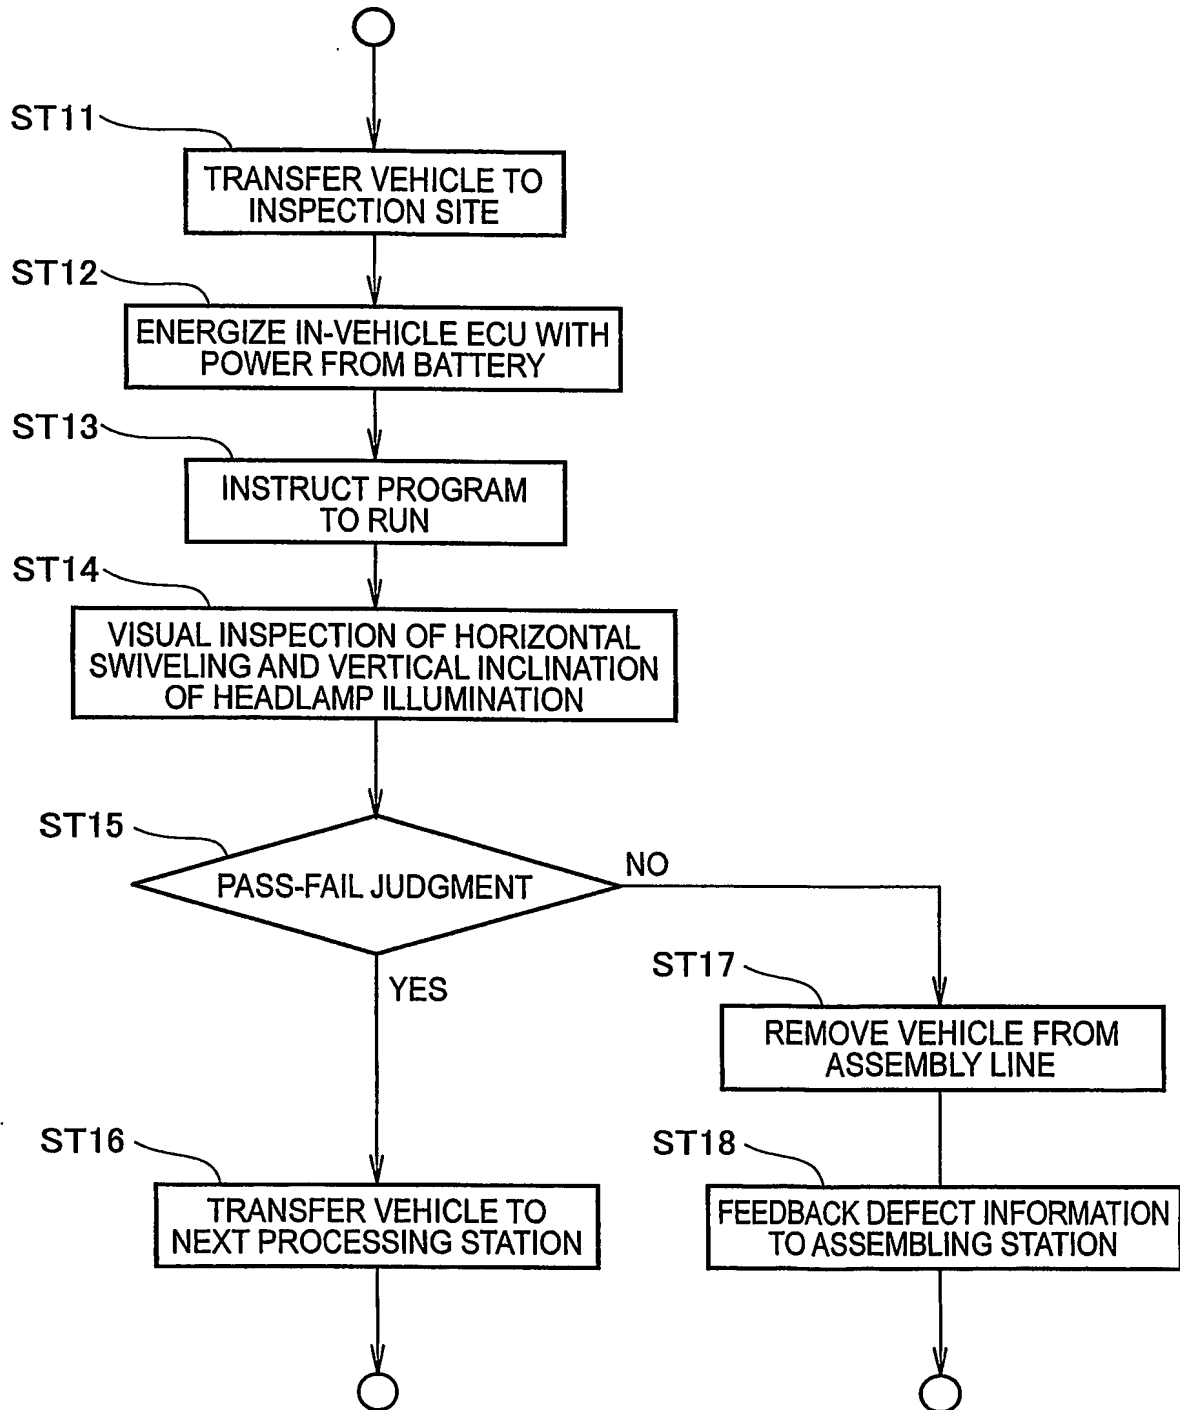 ST11
TRANSFER VEHICLE TO
INSPECTION SITE
ST12
ENERGIZE IN-VEHICLE ECU WITH
POWER FROM BATTERY
ST13
INSTRUCT PROGRAM
TO RUN
ST14
VISUAL INSPECTION OF HORIZONTAL
SWIVELING AND VERTICAL INCLINATION
OF HEADLAMP ILLUMINATION
ST15
PASS-FAIL JUDGMENT
NO
YES
ST17
REMOVE VEHICLE FROM
ASSEMBLY LINE
ST16
TRANSFER VEHICLE TO
NEXT PROCESSING STATION
ST18
FEEDBACK DEFECT INFORMATION
TO ASSEMBLING STATION